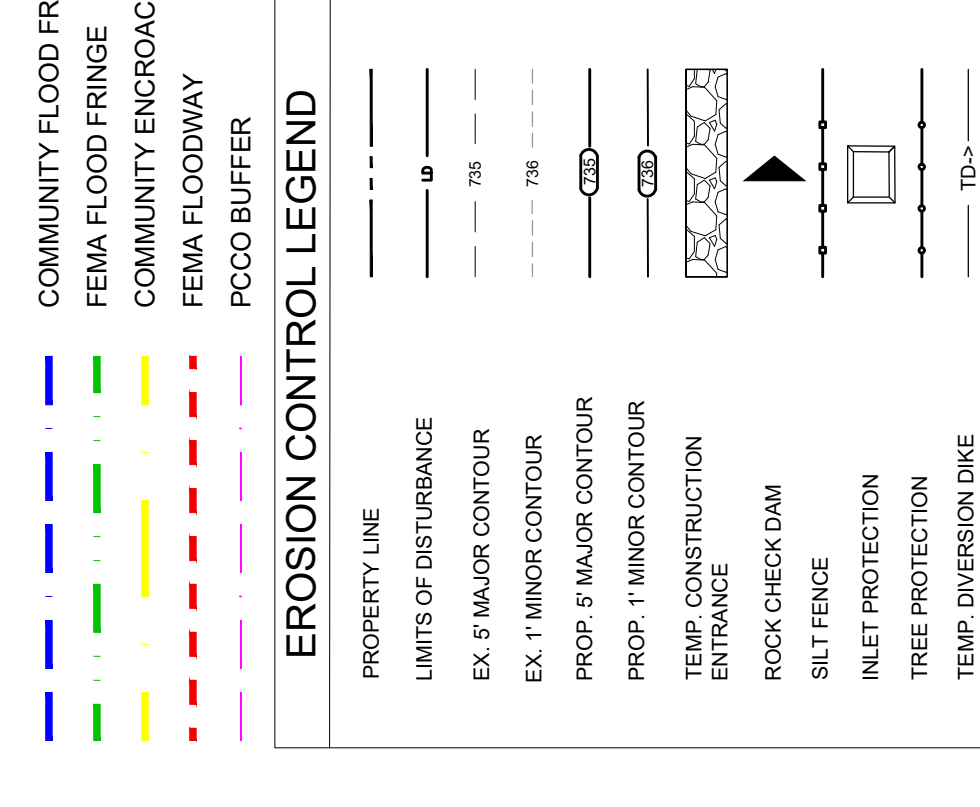 COMMUNITY FLOOD FR
FEMA FLOOD FRINGE
COMMUNITY ENCROAC
FEMA FLOODWAY
PCCO BUFFER
EROSION CONTROL LEGEND
PROPERTY LINE
LIMITS OF DISTURBANCE
LD
EX. 5' MAJOR CONTOUR
735
EX. 1' MINOR CONTOUR
736
PROP. 5' MAJOR CONTOUR
735
PROP. 1' MINOR CONTOUR
736
TEMP. CONSTRUCTION
ENTRANCE
ROCK CHECK DAM
SILT FENCE
INLET PROTECTION
TREE PROTECTION
TEMP. DIVERSION DIKE
TD->